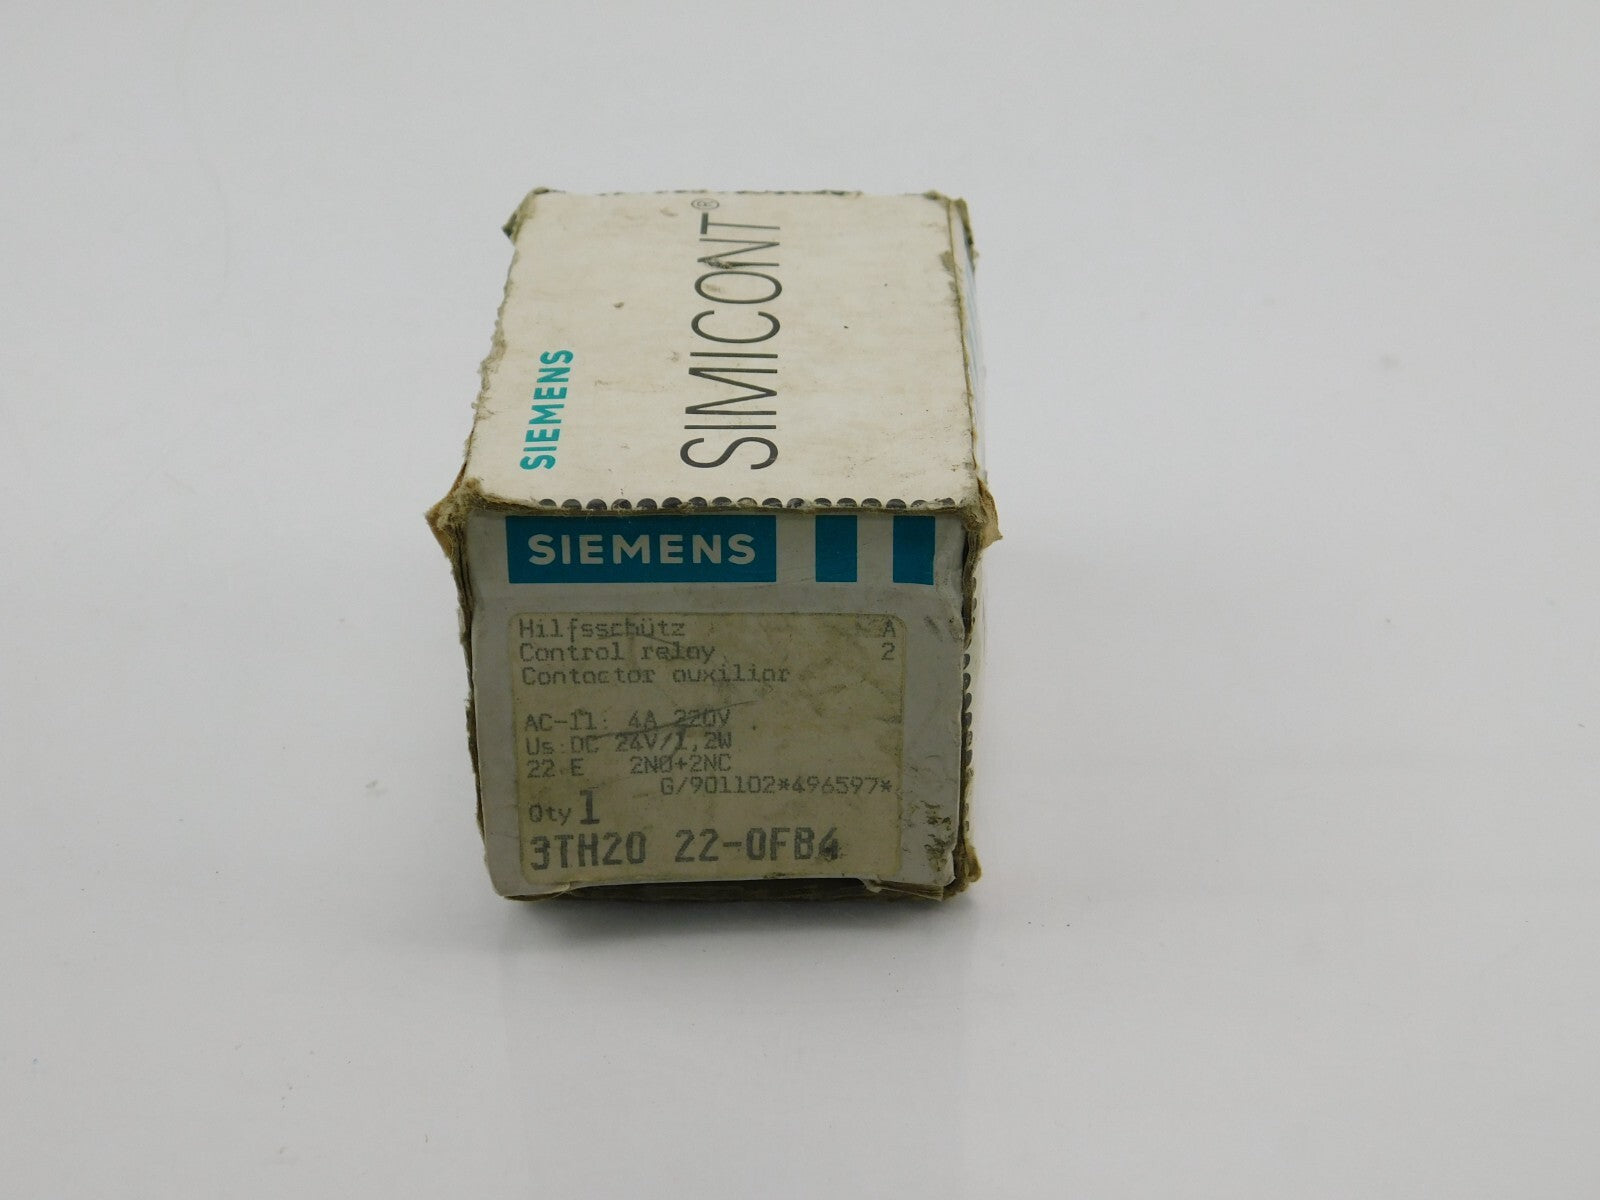 SIMICONT®
SIEMENS
SIEMENS
Hilfsschütz A
Control relay 2
Contactor auxiliar
AC-11: 4A 220V
Us:DC 24V/1,2W
22 E 2NO+2NC
G/901102*496597*
Qty 1
3TH20 22-0FB4